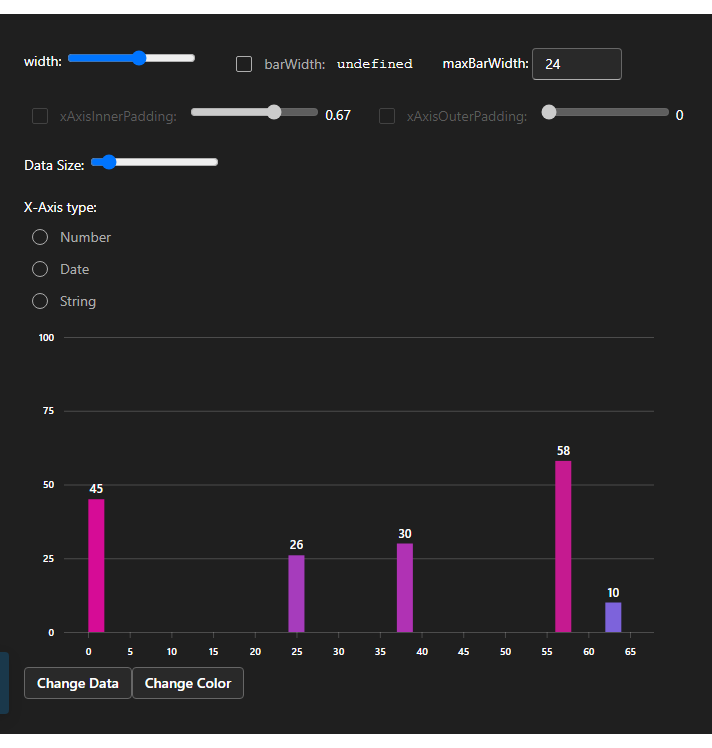 width: barWidth: undefined maxBarWidth: 24
xAxisInnerPadding: 0.67 xAxisOuterPadding: 0
Data Size:
X-Axis type:
Number
Date
String
100
75
58
50
45
30
26
25
10
0
0 5 10 15 20 25 30 35 40 45 50 55 60 65
Change Data Change Color